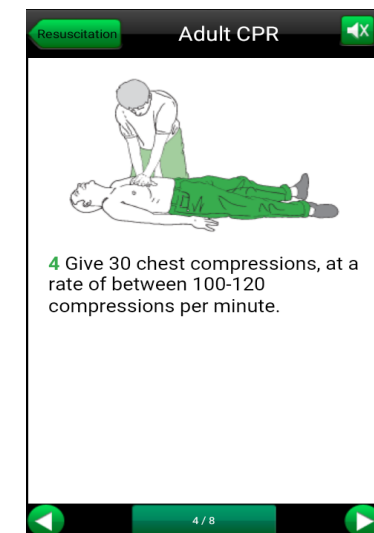 Resuscitation
Adult CPR
4 Give 30 chest compressions, at a
rate of between 100-120
compressions per minute.
4 / 8